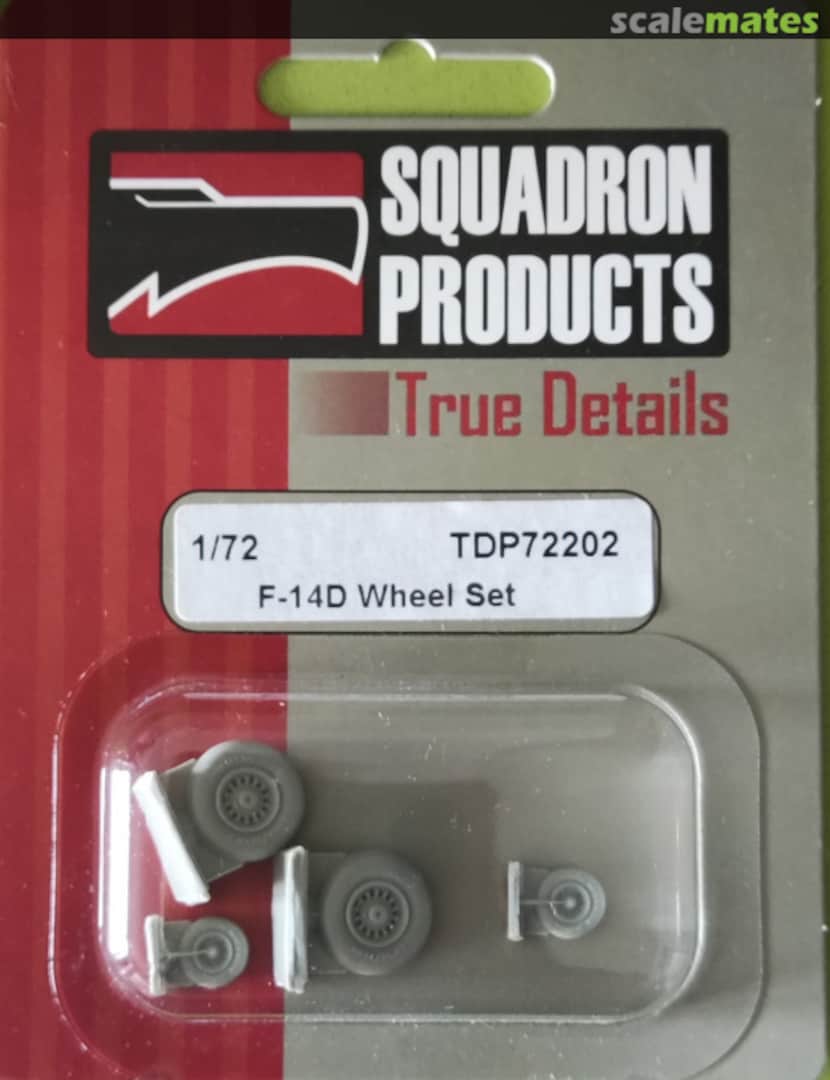 scalemates
SQUADRON
PRODUCTS
True Details
1/72 TDP72202
F-14D Wheel Set